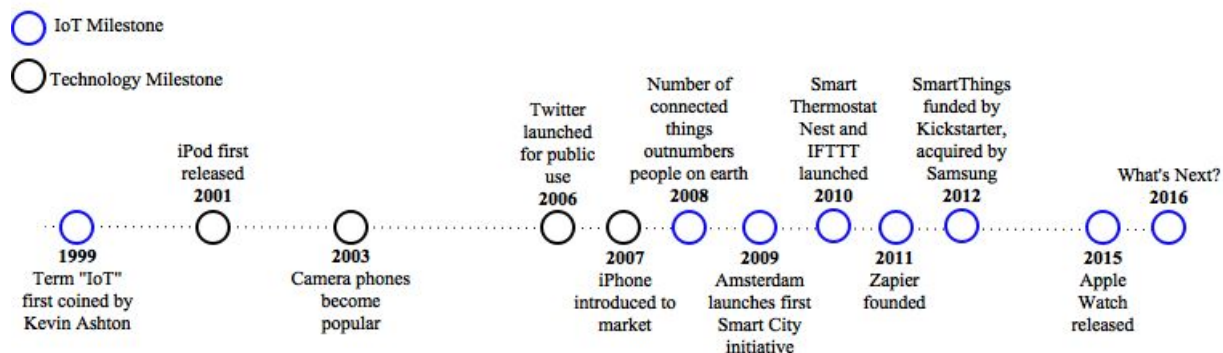 IoT Milestone
Technology Milestone
1999
Term "IoT"
first coined by
Kevin Ashton
iPod first
released
2001
2003
Camera phones
become
popular
Twitter
launched
for public
use
2006
2007
iPhone
introduced to
market
Number of
connected
things
outnumbers
people on earth
2008
2009
Amsterdam
launches first
Smart City
initiative
Smart
Thermostat
Nest and
IFTTT
launched
2010
2011
Zapier
founded
SmartThings
funded by
Kickstarter,
acquired by
Samsung
2012
2015
Apple
Watch
released
What's Next?
2016